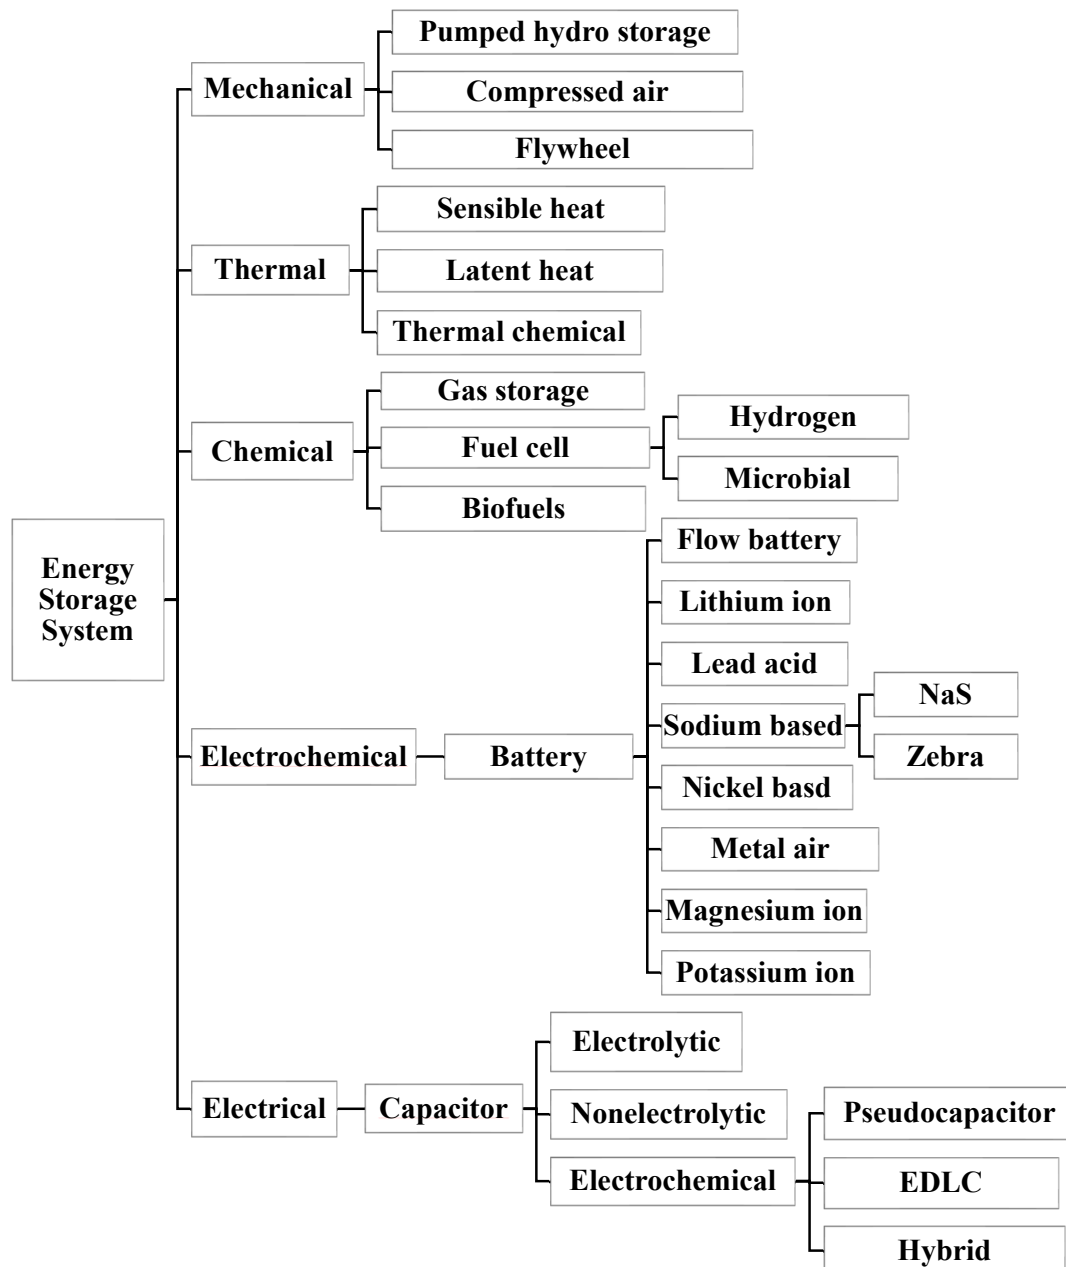 Energy
Storage
System
Mechanical
Pumped hydro storage
Compressed air
Flywheel
Thermal
Sensible heat
Latent heat
Thermal chemical
Chemical
Gas storage
Fuel cell
Hydrogen
Microbial
Biofuels
Electrochemical
Battery
Flow battery
Lithium ion
Lead acid
Sodium based
NaS
Zebra
Nickel basd
Metal air
Magnesium ion
Potassium ion
Electrical
Capacitor
Electrolytic
Nonelectrolytic
Electrochemical
Pseudocapacitor
EDLC
Hybrid